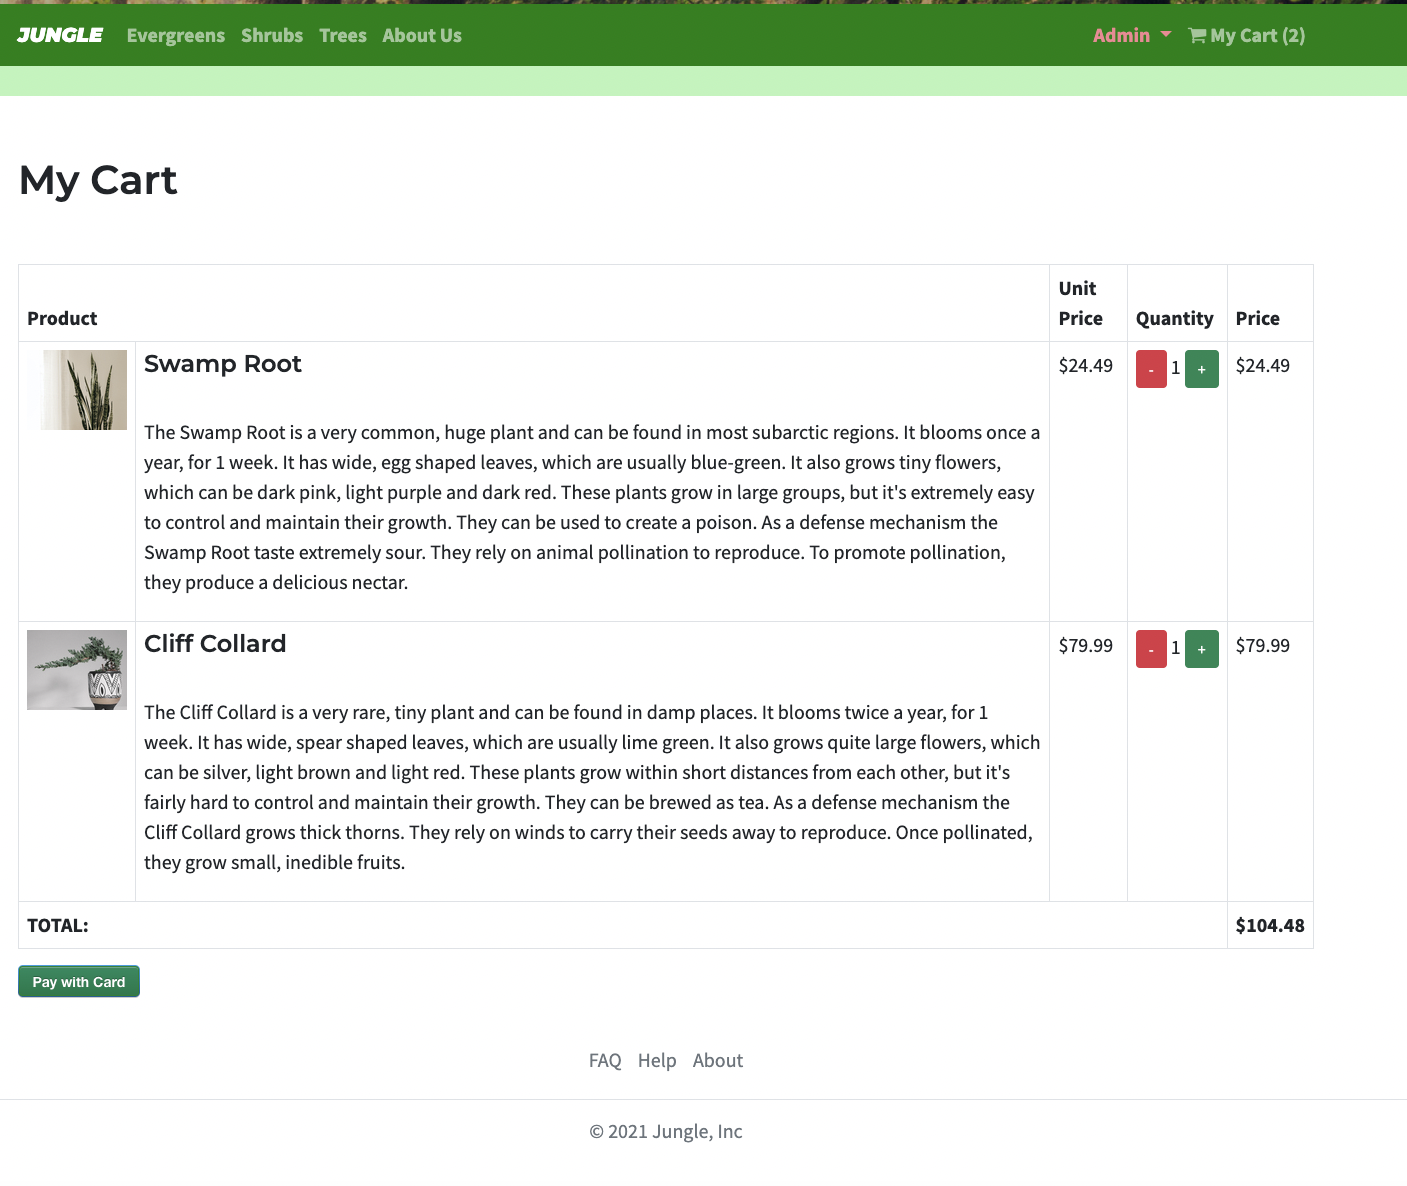 JUNGLE Evergreens Shrubs Trees About Us Admin My Cart (2)
My Cart
Product Unit Price Quantity Price
Swamp Root $24.49 - 1 + $24.49
The Swamp Root is a very common, huge plant and can be found in most subarctic regions. It blooms once a
year, for 1 week. It has wide, egg shaped leaves, which are usually blue-green. It also grows tiny flowers,
which can be dark pink, light purple and dark red. These plants grow in large groups, but it's extremely easy
to control and maintain their growth. They can be used to create a poison. As a defense mechanism the
Swamp Root taste extremely sour. They rely on animal pollination to reproduce. To promote pollination,
they produce a delicious nectar.
Cliff Collard $79.99 - 1 + $79.99
The Cliff Collard is a very rare, tiny plant and can be found in damp places. It blooms twice a year, for 1
week. It has wide, spear shaped leaves, which are usually lime green. It also grows quite large flowers, which
can be silver, light brown and light red. These plants grow within short distances from each other, but it's
fairly hard to control and maintain their growth. They can be brewed as tea. As a defense mechanism the
Cliff Collard grows thick thorns. They rely on winds to carry their seeds away to reproduce. Once pollinated,
they grow small, inedible fruits.
TOTAL: $104.48
Pay with Card
FAQ Help About
© 2021 Jungle, Inc